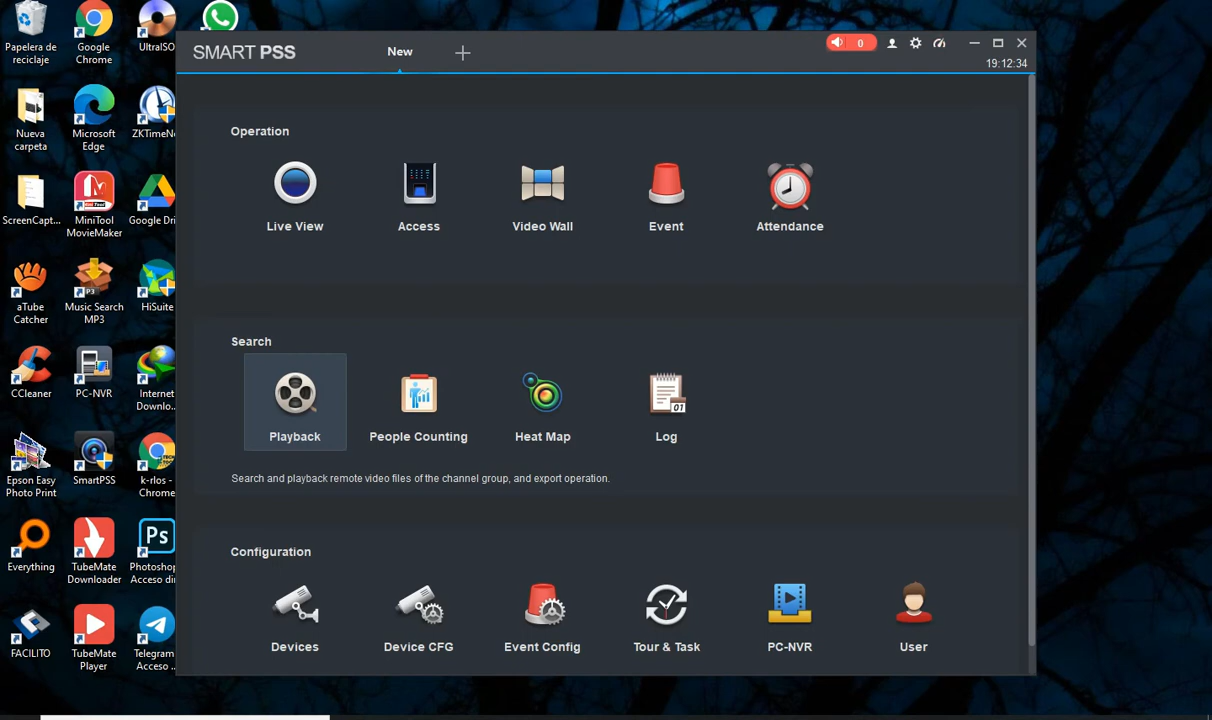 SMART PSS
New
0
19:12:34
Operation
Live View
Access
Video Wall
Event
Attendance
Search
Playback
People Counting
Heat Map
01
Log
Search and playback remote video files of the channel group, and export operation.
Configuration
Devices
Device CFG
Event Config
Tour & Task
PC-NVR
User
Papelera de
reciclaje
Google
Chrome
UltraISO
Nueva
carpeta
Microsoft
Edge
ZKTimeNe
ScreenCapt...
MiniTool
MovieMaker
Google Dri
aTube
Catcher
P3
Music Search
MP3
HiSuite
CCleaner
PC-NVR
Internet
Downlo...
Epson Easy
Photo Print
SmartPSS
k-rlos -
Chrome
Everything
TubeMate
Downloader
Ps
Photoshop
Acceso di
FACILITO
TubeMate
Player
Telegram
Acceso ...